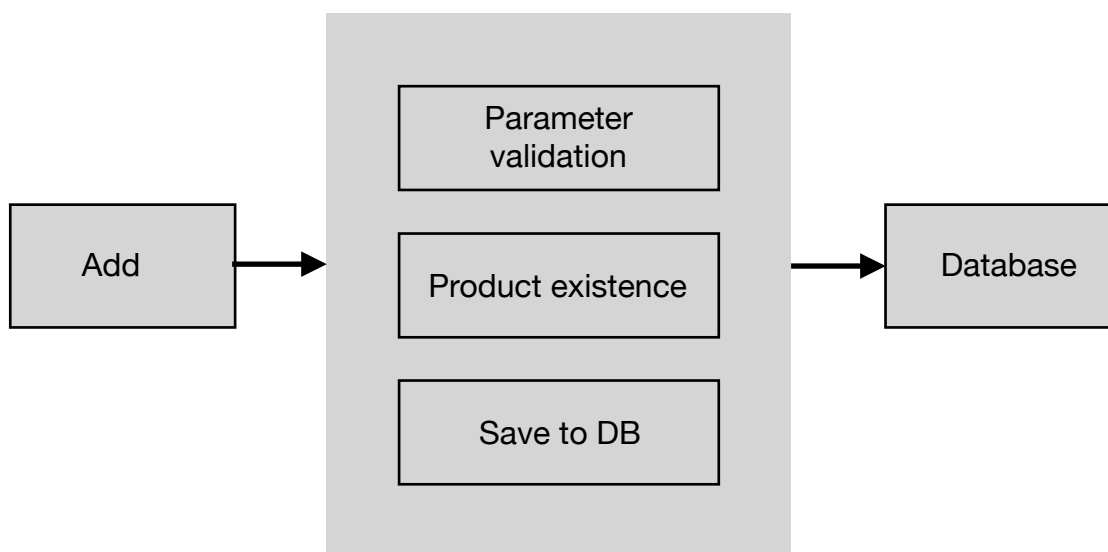 Parameter
validation
Add
Product existence
Database
Save to DB